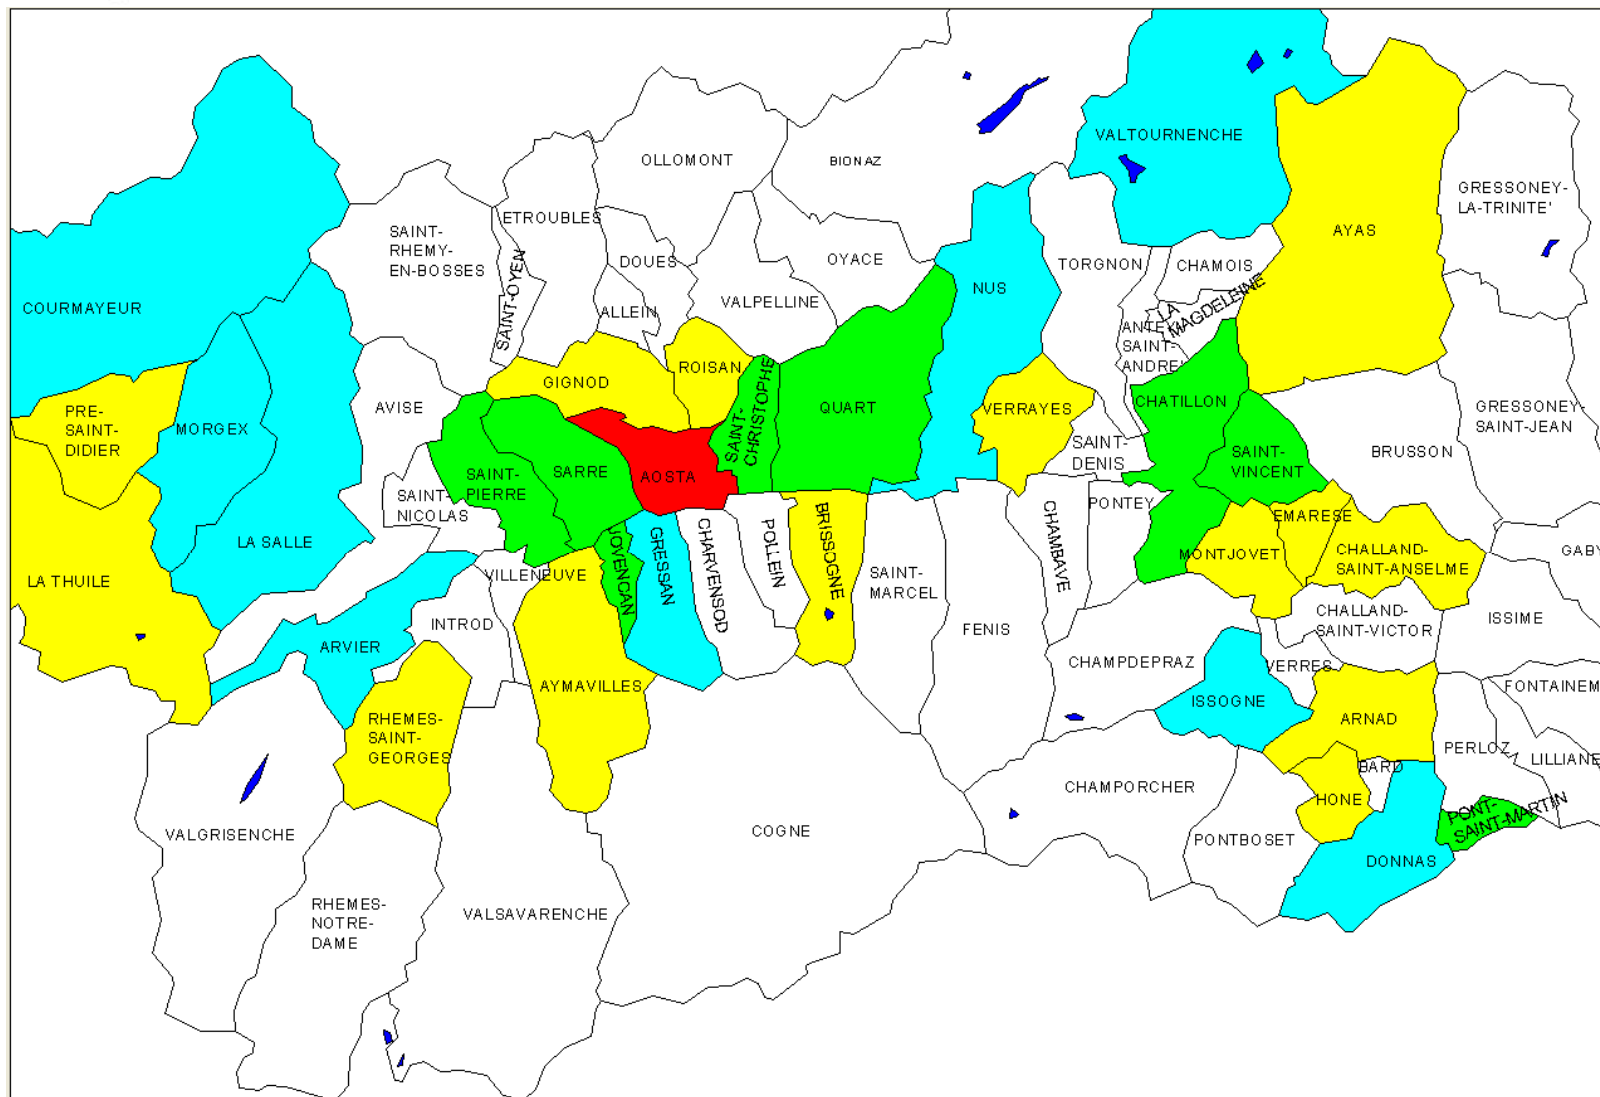 OLLOMONT
VALTOURNENCHE
BIONAZ
GRESSONEY-
LA-TRINITE'
SAINT-
RHEMY-
EN-BOSSES
ETROUBLES
AYAS
DOUES
OYACE
TORGNON
CHAMOIS
SAINT-OYEN
NUS
COURMAYEUR
ALLEIN
VALPELLINE
LA
MAGDELEINE
ANTE
SAINT-
ANDRE'
GIGNOD
ROISAN
PRE-
SAINT-
DIDIER
MORGEX
AVISE
SAINT-
CHRISTOPHE
QUART
VERRAYES
CHATILLON
GRESSONEY
SAINT-JEAN
SAINT-
DENIS
SAINT-
VINCENT
BRUSSON
SAINT-
PIERRE
SARRE
AOSTA
SAINT-
NICOLAS
PONTEY
EMARESE
LA SALLE
JOVENCAN
GRESSAN
CHARVENSOD
POLLEIN
BRISSOGNE
CHAMBAVE
MONTJOVET
CHALLAND-
SAINT-ANSELME
GABY
LA THUILE
VILLENEUVE
SAINT-
MARCEL
CHALLAND-
SAINT-VICTOR
ISSIME
INTROD
FENIS
ARVIER
CHAMPDEPRAZ
VERRES
AYMAVILLES
ISSOGNE
FONTAINEM
RHEMES-
SAINT-
GEORGES
ARNAD
PERLOZ
LILLIANE
BARD
CHAMPORCHER
HONE
PONT-
SAINT-MARTIN
VALGRISENCHE
COGNE
PONTBOSET
DONNAS
RHEMES-
NOTRE-
DAME
VALSAVARENCHE